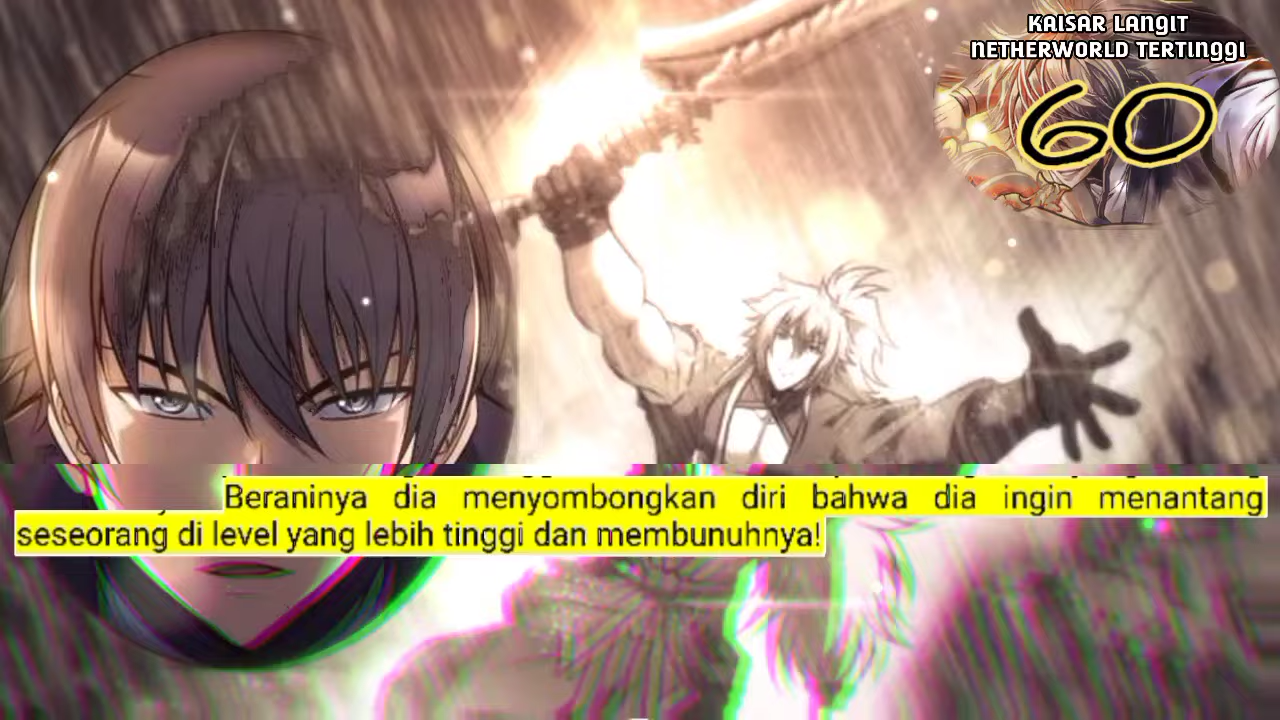 KAISAR LANGIT
NETHERWORLD TERTINGGI
60
Beraninya dia menyombongkan diri bahwa dia ingin menantang
seseorang di level yang lebih tinggi dan membunuhnya!